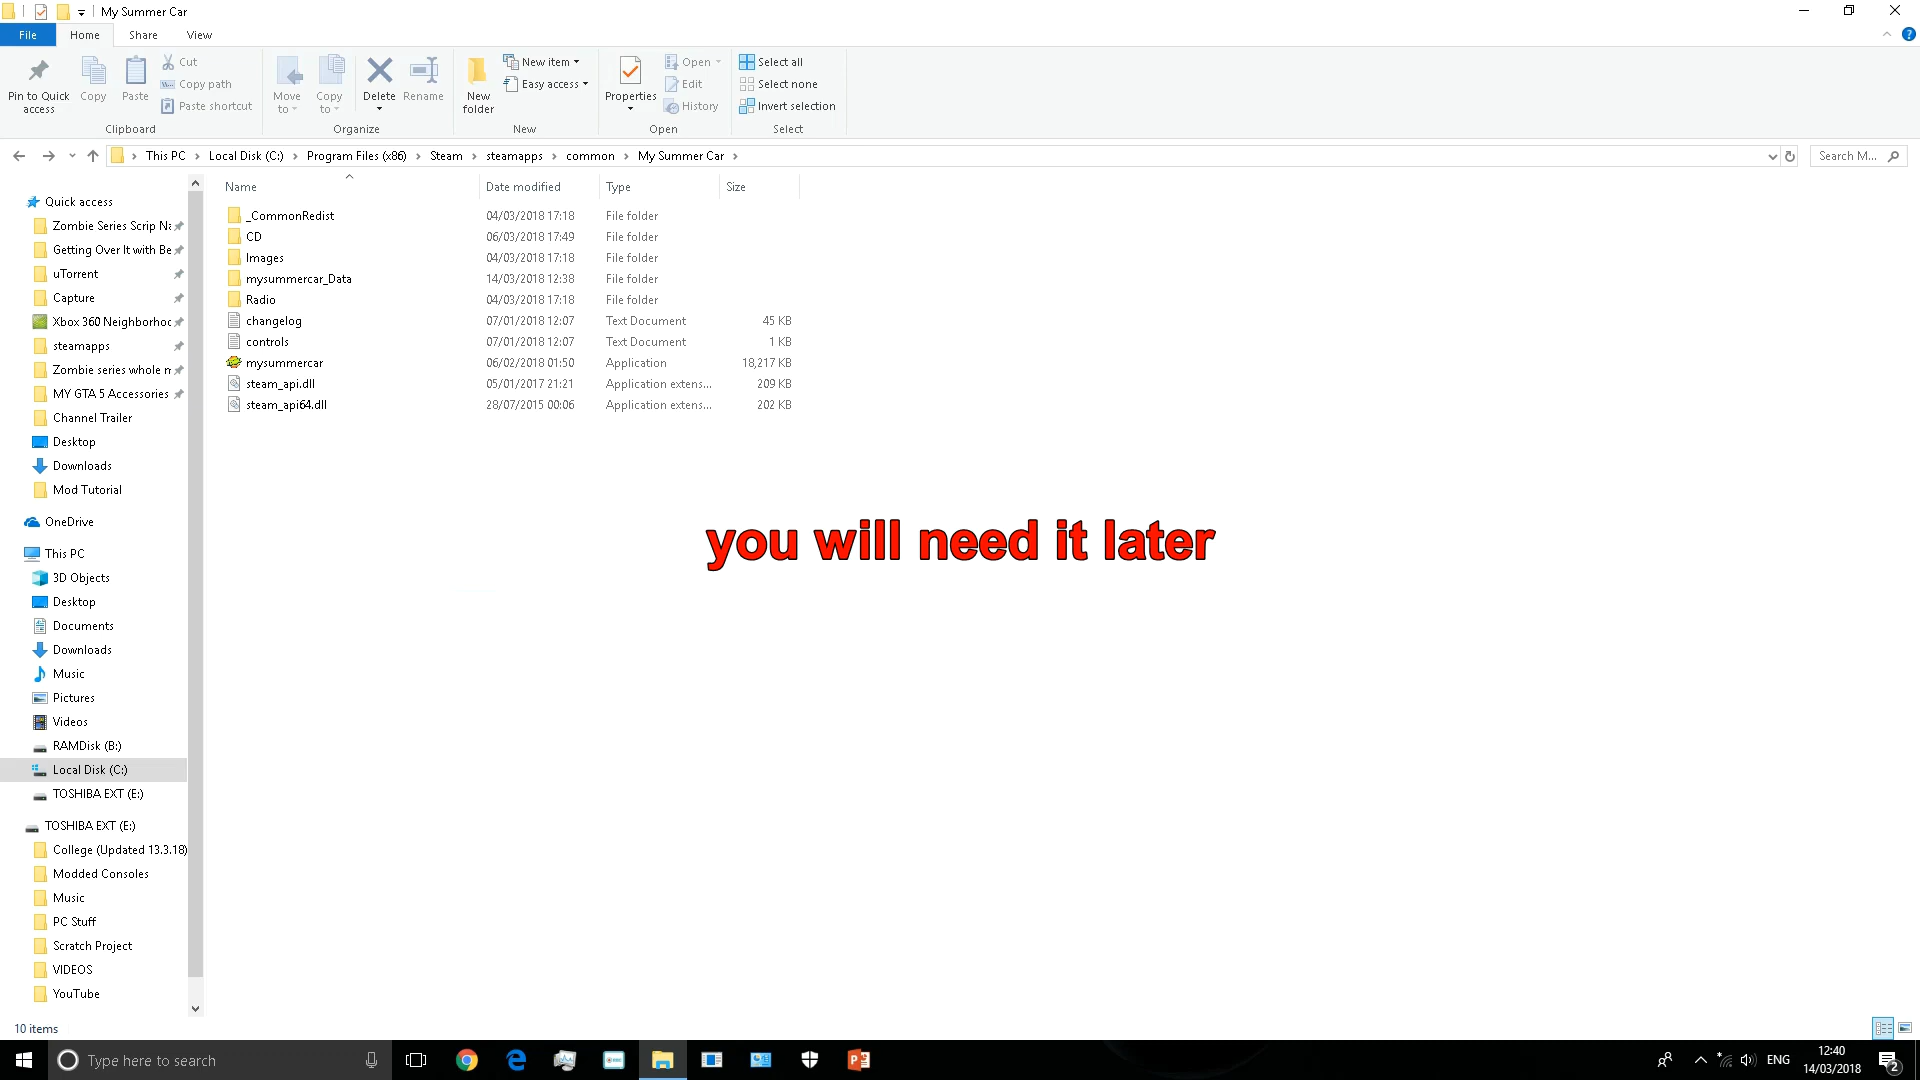 My Summer Car
File Home Share View
Pin to Quick access
Copy
Paste
Cut
Copy path
Paste shortcut
Clipboard
Move to
Copy to
Delete
Rename
Organize
New folder
New item
Easy access
New
Properties
Open
Edit
History
Open
Select all
Select none
Invert selection
Select
This PC > Local Disk (C:) > Program Files (x86) > Steam > steamapps > common > My Summer Car >
Search M...
Name Date modified Type Size
_CommonRedist 04/03/2018 17:18 File folder
CD 06/03/2018 17:49 File folder
Images 04/03/2018 17:18 File folder
mysummercar_Data 14/03/2018 12:38 File folder
Radio 04/03/2018 17:18 File folder
changelog 07/01/2018 12:07 Text Document 45 KB
controls 07/01/2018 12:07 Text Document 1 KB
mysummercar 06/02/2018 01:50 Application 18,217 KB
steam_api.dll 05/01/2017 21:21 Application extens... 209 KB
steam_api64.dll 28/07/2015 00:06 Application extens... 202 KB
Quick access
Zombie Series Scrip Na
Getting Over It with Be
uTorrent
Capture
Xbox 360 Neighborhoo
steamapps
Zombie series whole m
MY GTA 5 Accessories
Channel Trailer
Desktop
Downloads
Mod Tutorial
OneDrive
This PC
3D Objects
Desktop
Documents
Downloads
Music
Pictures
Videos
RAMDisk (B:)
Local Disk (C:)
TOSHIBA EXT (E:)
TOSHIBA EXT (E:)
College (Updated 13.3.18)
Modded Consoles
Music
PC Stuff
Scratch Project
VIDEOS
YouTube
you will need it later
10 items
Type here to search
ENG
12:40
14/03/2018
2